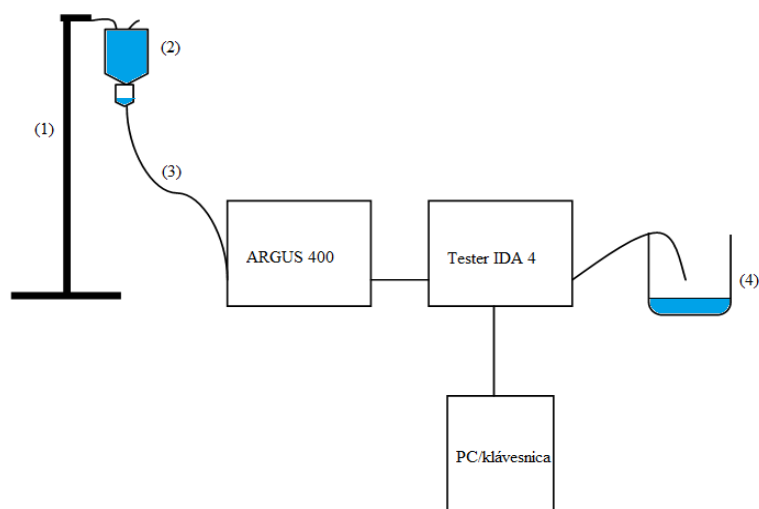 (2)
(1)
(3)
ARGUS 400
Tester IDA 4
(4)
PC/klávesnica